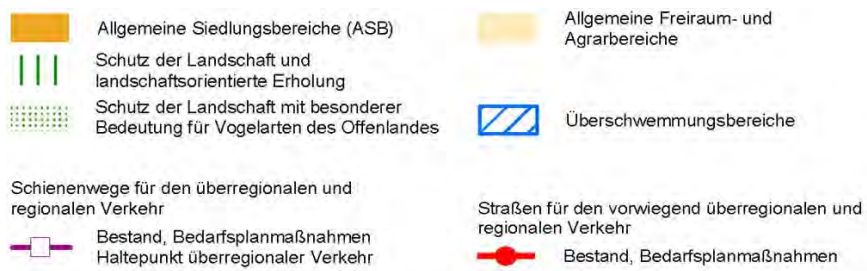 Allgemeine Siedlungsbereiche (ASB)
Schutz der Landschaft und
landschaftsorientierte Erholung
Schutz der Landschaft mit besonderer
Bedeutung für Vogelarten des Offenlandes
Allgemeine Freiraum- und
Agrarbereiche
Überschwemmungsbereiche
Schienenwege für den überregionalen und
regionalen Verkehr
Bestand, Bedarfsplanmaßnahmen
Haltepunkt überregionaler Verkehr
Straßen für den vorwiegend überregionalen und
regionalen Verkehr
Bestand, Bedarfsplanmaßnahmen